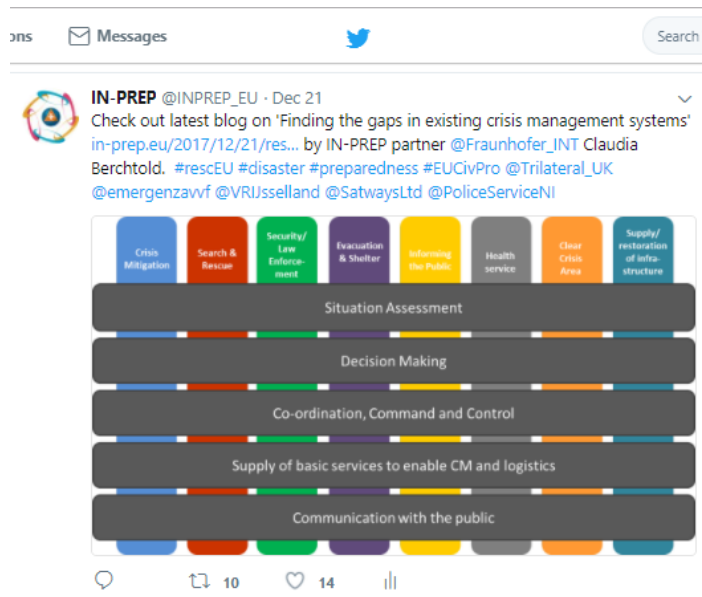 ons Messages Search
IN-PREP @INPREP_EU · Dec 21
Check out latest blog on 'Finding the gaps in existing crisis management systems'
in-prep.eu/2017/12/21/res... by IN-PREP partner @Fraunhofer_INT Claudia
Berchtold. #rescEU #disaster #preparedness #EUCivPro @Trilateral_UK
@emergenzavvf @VRIJsselland @SatwaysLtd @PoliceServiceNI
Crisis
Mitigation
Search &
Rescue
Security/
Law
Enforce-
ment
Evacuation
& Shelter
Informing
the Public
Health
service
Clear
Crisis
Area
Supply/
restoration
of infra-
structure
Situation Assessment
Decision Making
Co-ordination, Command and Control
Supply of basic services to enable CM and logistics
Communication with the public
10 14